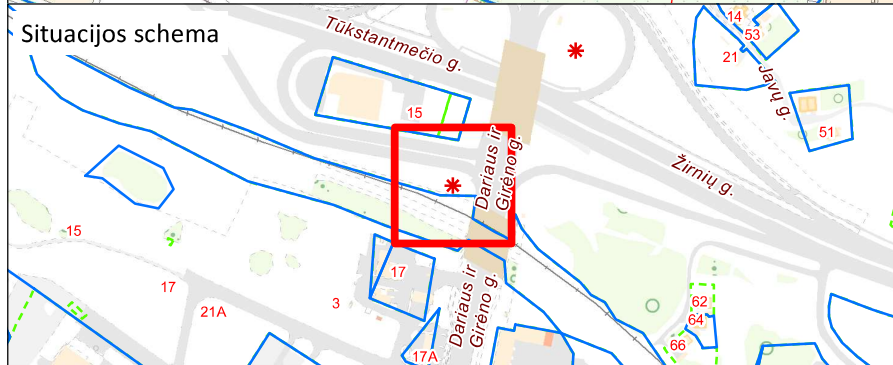 Situacijos schema
Tūkstantmečio g.
14
53
21
Javų g.
15
51
Dariaus ir
Girėno g.
Žirnių g.
15
17
17
3
21A
Dariaus ir
Girėno g.
62
64
66
17A